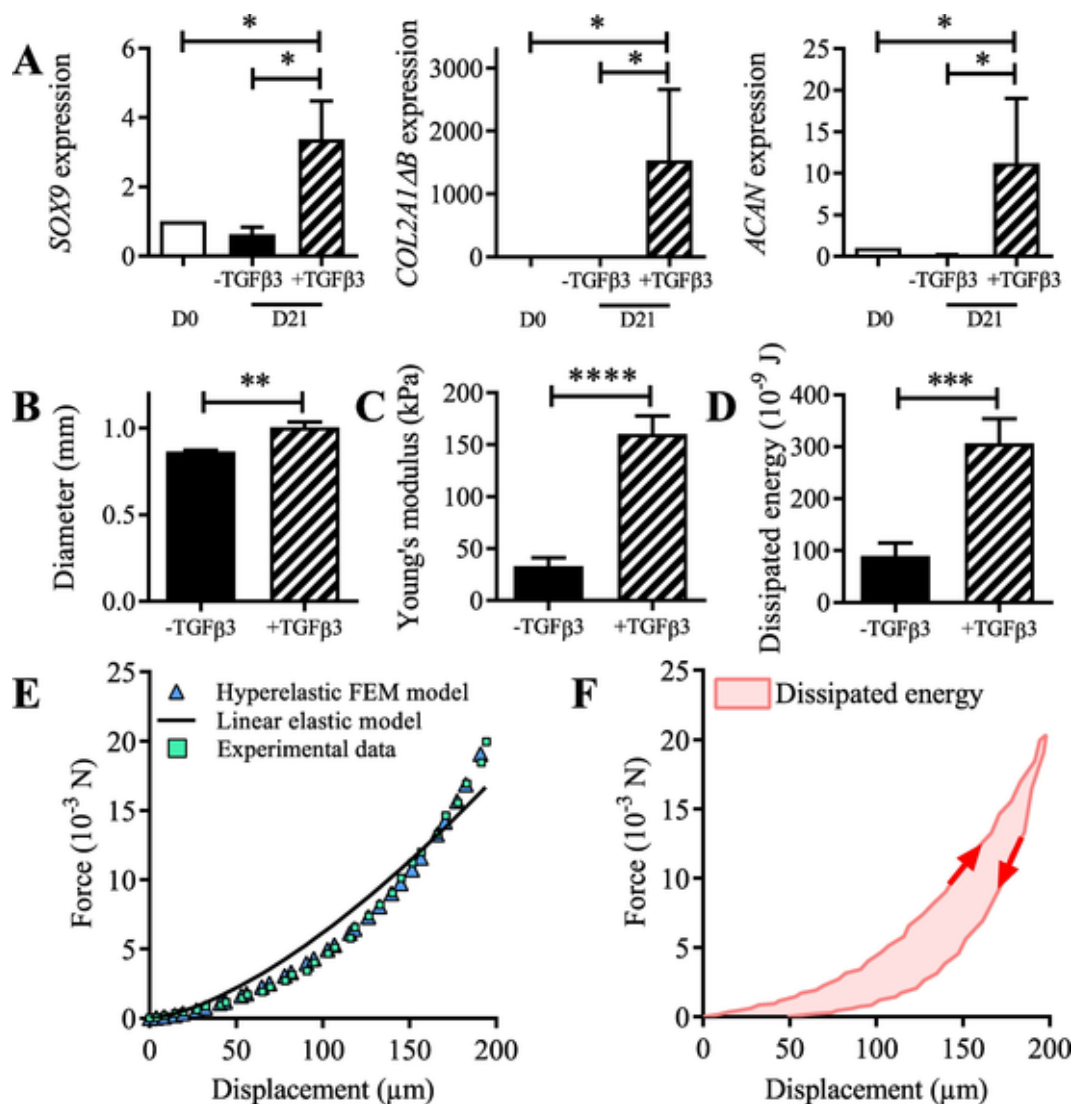 A
SOX9 expression
6
4
2
0
*
*
-TGFβ3 +TGFβ3
D0 D21
COL2A1ΔB expression
3000
2500
2000
1500
1000
0
*
*
-TGFβ3 +TGFβ3
D0 D21
ACAN expression
25
20
15
10
5
0
*
*
-TGFβ3 +TGFβ3
D0 D21
B
Diameter (mm)
1.0
0.5
0.0
**
-TGFβ3 +TGFβ3
C
Young's modulus (kPa)
200
150
100
50
0
****
-TGFβ3 +TGFβ3
D
Dissipated energy (10⁻⁹ J)
400
300
200
100
0
***
-TGFβ3 +TGFβ3
E
Force (10⁻³ N)
25
20
15
10
5
0
Hyperelastic FEM model
Linear elastic model
Experimental data
0 50 100 150 200
Displacement (µm)
F
Force (10⁻³ N)
25
20
15
10
5
0
Dissipated energy
0 50 100 150 200
Displacement (µm)